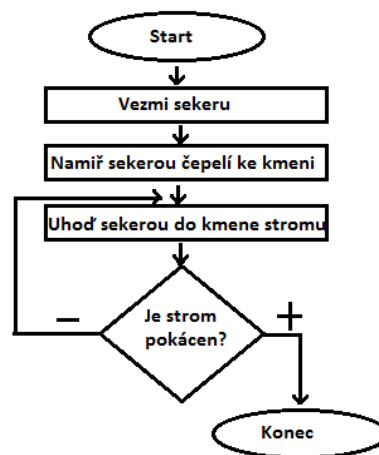 Start
Vezmi sekeru
Namiř sekerou čepelí ke kmeni
Uhoď sekerou do kmene stromu
Je strom
pokácen?
−
+
Konec